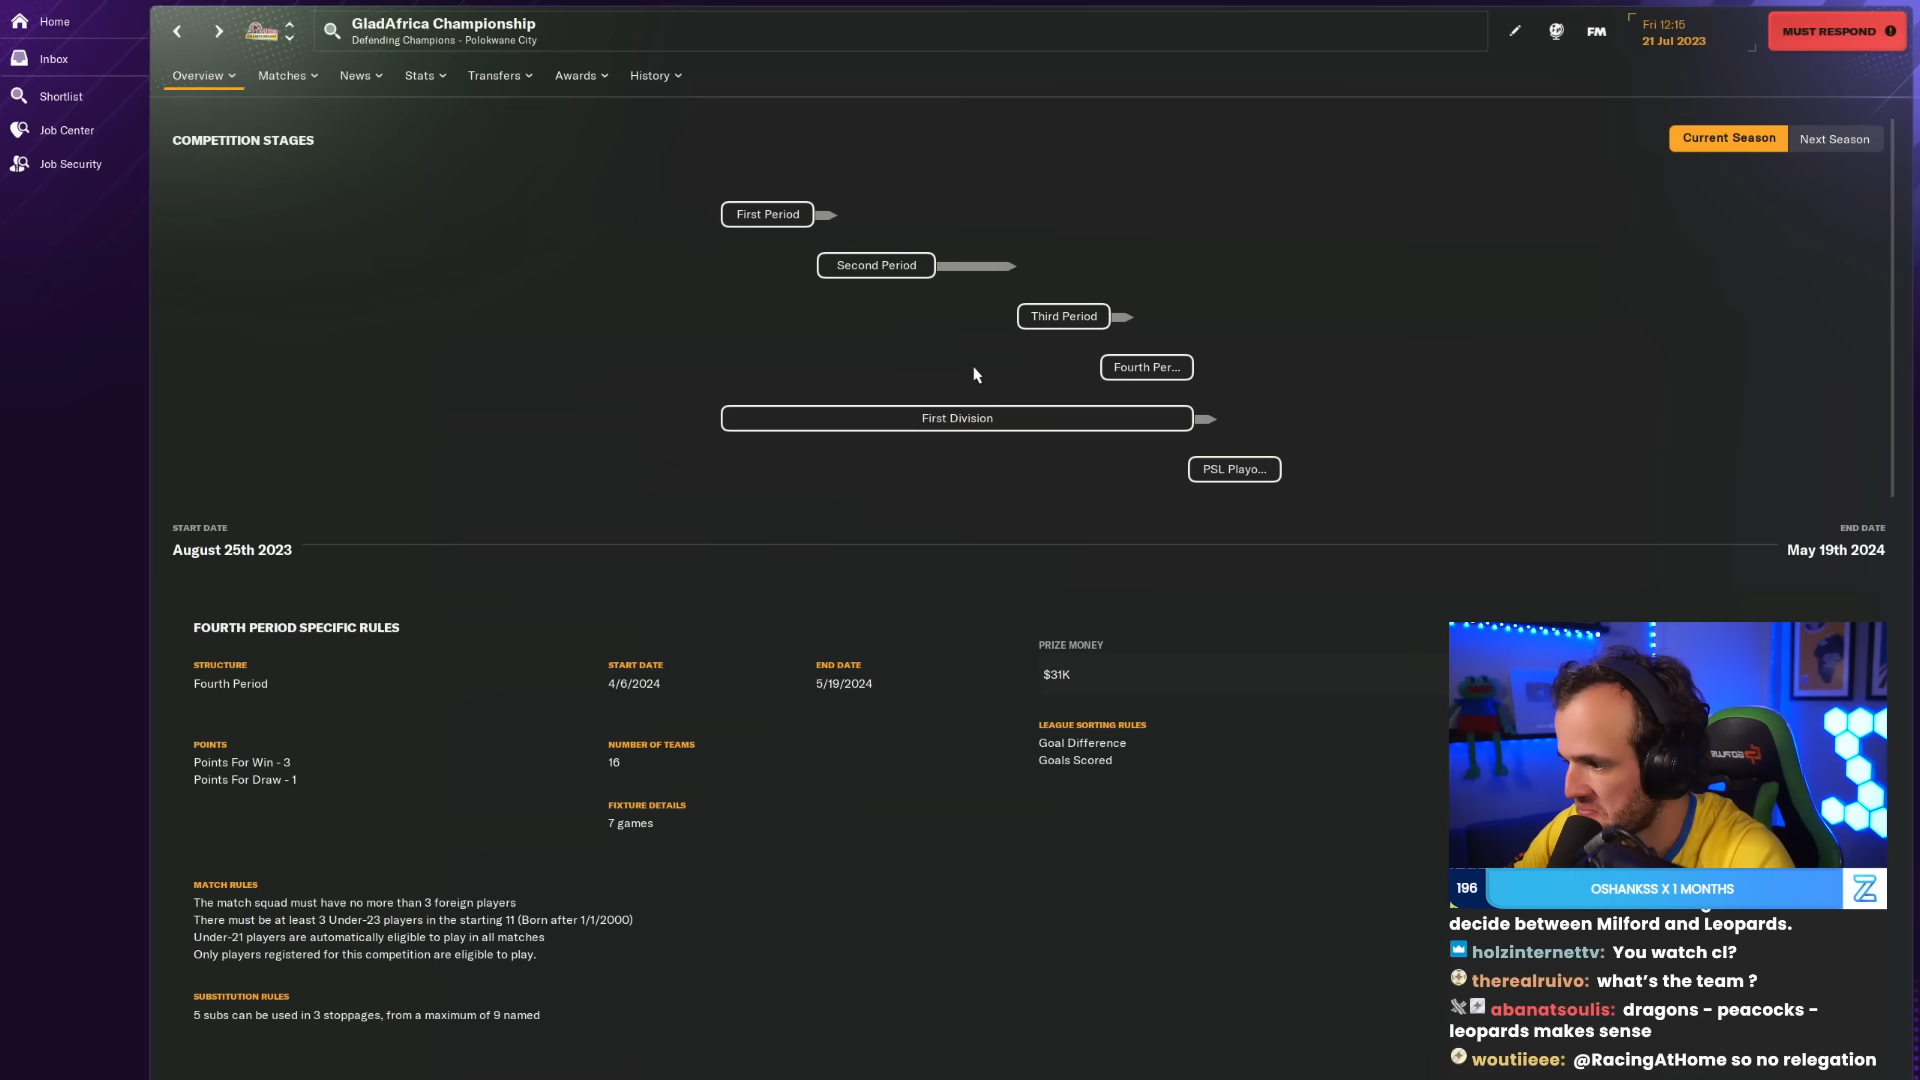 Home
Inbox
Shortlist
Job Center
Job Security
GladAfrica Championship
Defending Champions - Polokwane City
FM
Fri 12:15
21 Jul 2023
MUST RESPOND
Overview
Matches
News
Stats
Transfers
Awards
History
COMPETITION STAGES
Current Season
Next Season
First Period
Second Period
Third Period
Fourth Per...
First Division
PSL Playo...
START DATE
August 25th 2023
END DATE
May 19th 2024
FOURTH PERIOD SPECIFIC RULES
STRUCTURE
Fourth Period
START DATE
4/6/2024
END DATE
5/19/2024
PRIZE MONEY
$31K
POINTS
Points For Win - 3
Points For Draw - 1
NUMBER OF TEAMS
16
FIXTURE DETAILS
7 games
LEAGUE SORTING RULES
Goal Difference
Goals Scored
MATCH RULES
The match squad must have no more than 3 foreign players
There must be at least 3 Under-23 players in the starting 11 (Born after 1/1/2000)
Under-21 players are automatically eligible to play in all matches
Only players registered for this competition are eligible to play.
SUBSTITUTION RULES
5 subs can be used in 3 stoppages, from a maximum of 9 named
196
OSHANKSS X 1 MONTHS
Z
decide between Milford and Leopards.
holzinternettv: You watch cl?
therealruivo: what's the team ?
abanatsoulis: dragons - peacocks -
leopards makes sense
woutiieee: @RacingAtHome so no relegation